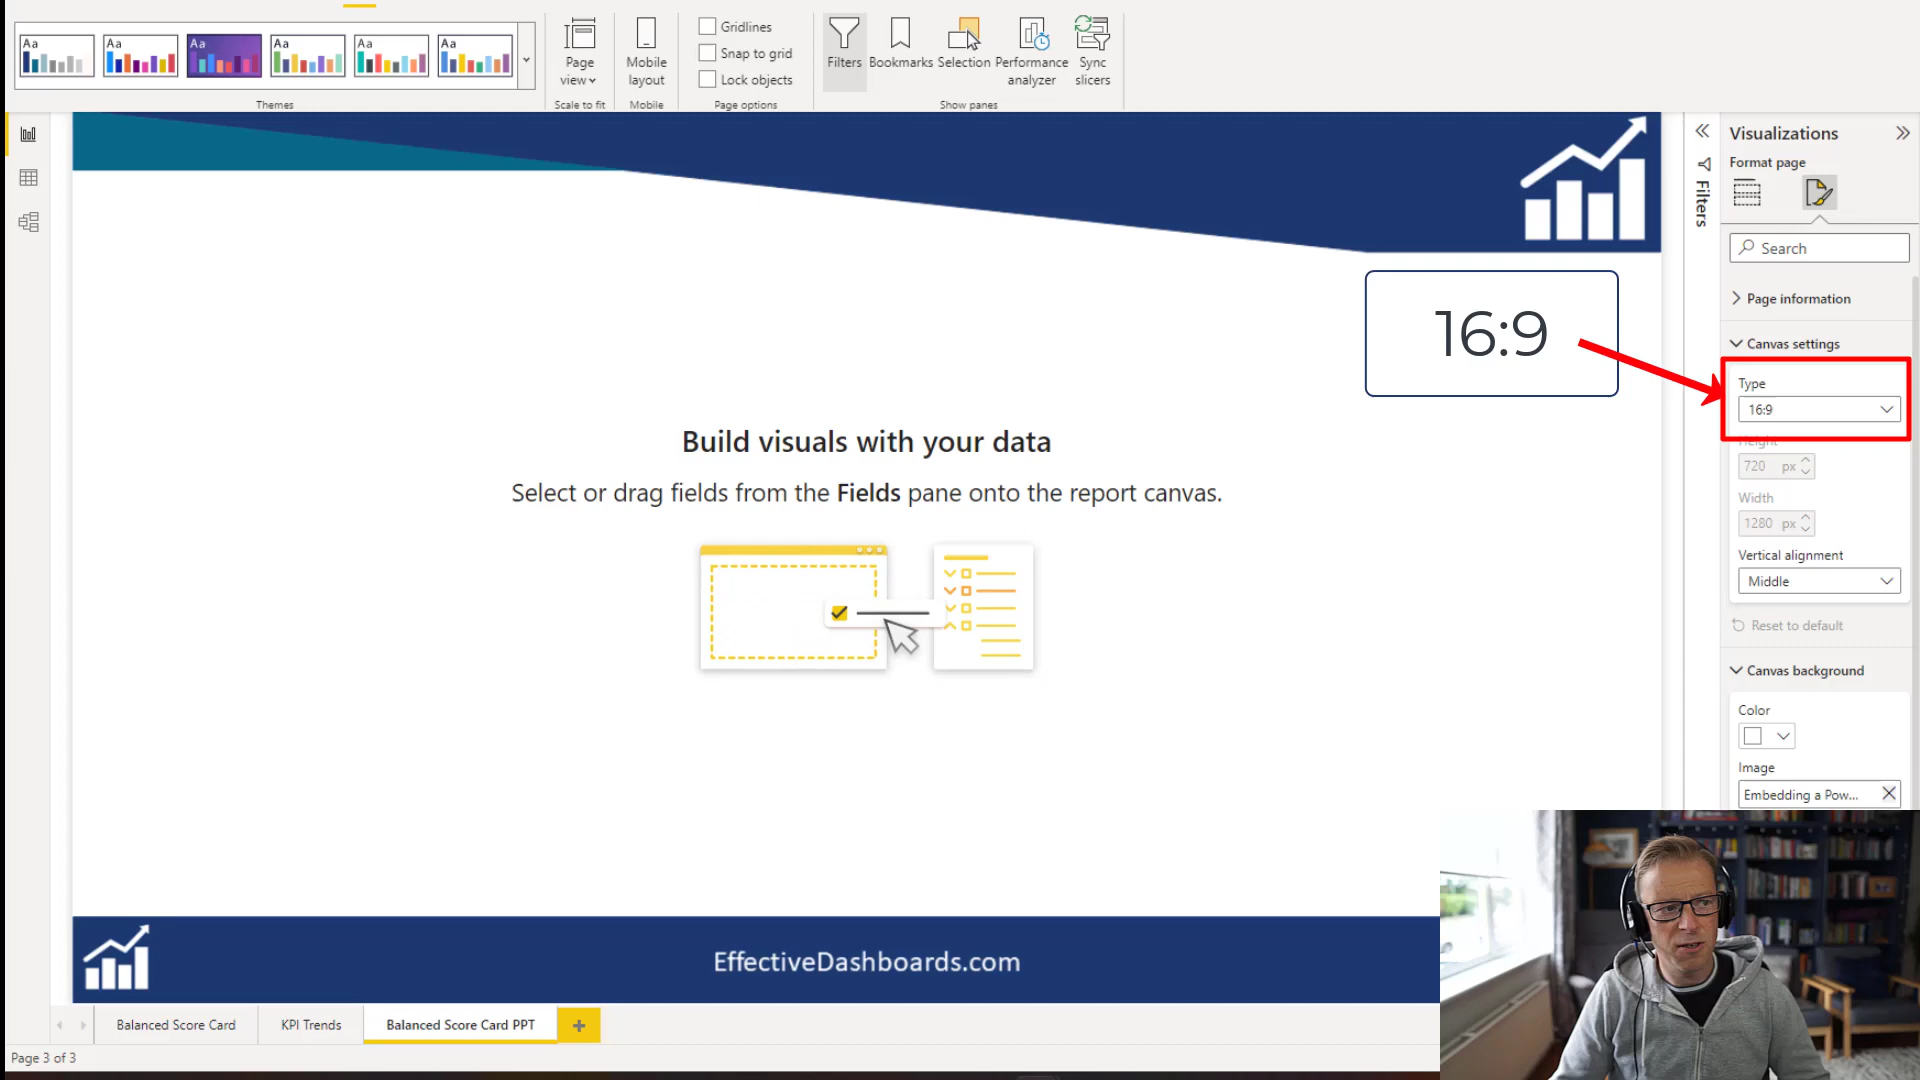 Aa Aa Aa Aa Aa Aa
Themes
Page
view
Scale to fit
Mobile
layout
Mobile
Gridlines
Snap to grid
Lock objects
Page options
Filters
Bookmarks
Selection
Performance
analyzer
Sync
slicers
Show panes
Visualizations
Format page
Filters
Search
Page information
Canvas settings
16:9
Type
16:9
Height
720 px
Width
1280 px
Vertical alignment
Middle
Reset to default
Canvas background
Color
Image
Embedding a Pow...
Build visuals with your data
Select or drag fields from the Fields pane onto the report canvas.
EffectiveDashboards.com
Balanced Score Card
KPI Trends
Balanced Score Card PPT
Page 3 of 3